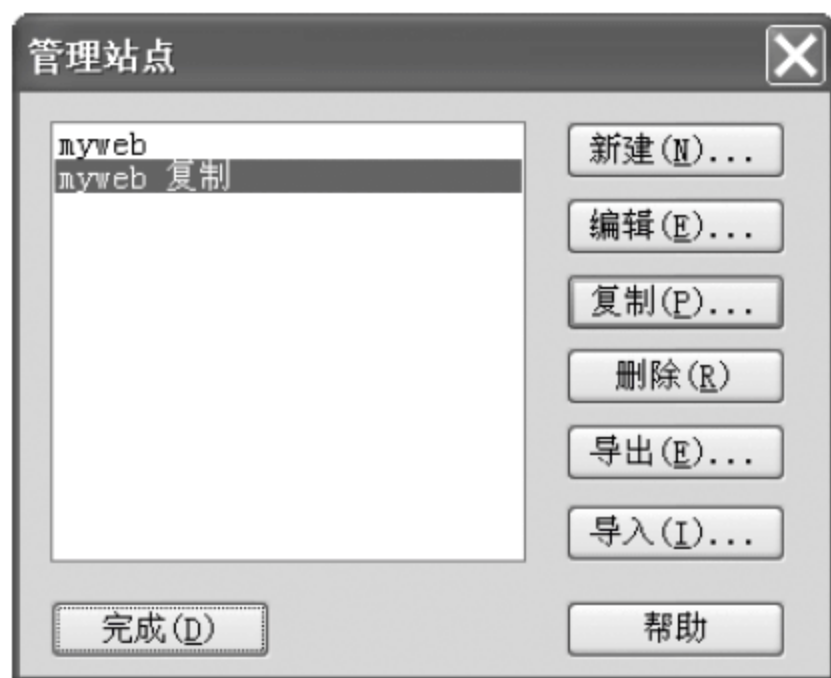 管理站点
myweb
myweb 复制
新建(N)...
编辑(E)...
复制(P)...
删除(R)
导出(E)...
导入(I)...
完成(D)
帮助